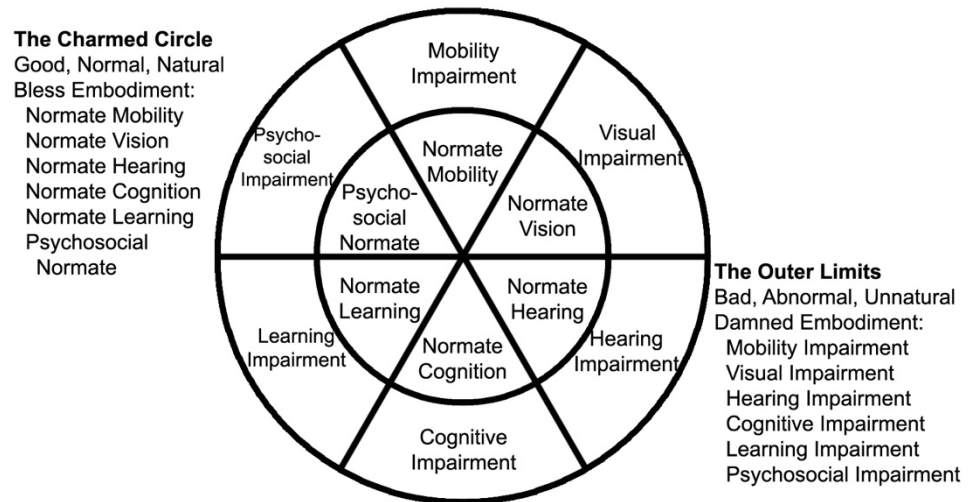 The Charmed Circle
Good, Normal, Natural
Bless Embodiment:
Normate Mobility
Normate Vision
Normate Hearing
Normate Cognition
Normate Learning
Psychosocial
Normate
Mobility
Impairment
Visual
Impairment
Hearing
Impairment
Cognitive
Impairment
Learning
Impairment
Psycho-
social
Impairment
Normate
Mobility
Normate
Vision
Normate
Hearing
Normate
Cognition
Normate
Learning
Psycho-
social
Normate
The Outer Limits
Bad, Abnormal, Unnatural
Damned Embodiment:
Mobility Impairment
Visual Impairment
Hearing Impairment
Cognitive Impairment
Learning Impairment
Psychosocial Impairment